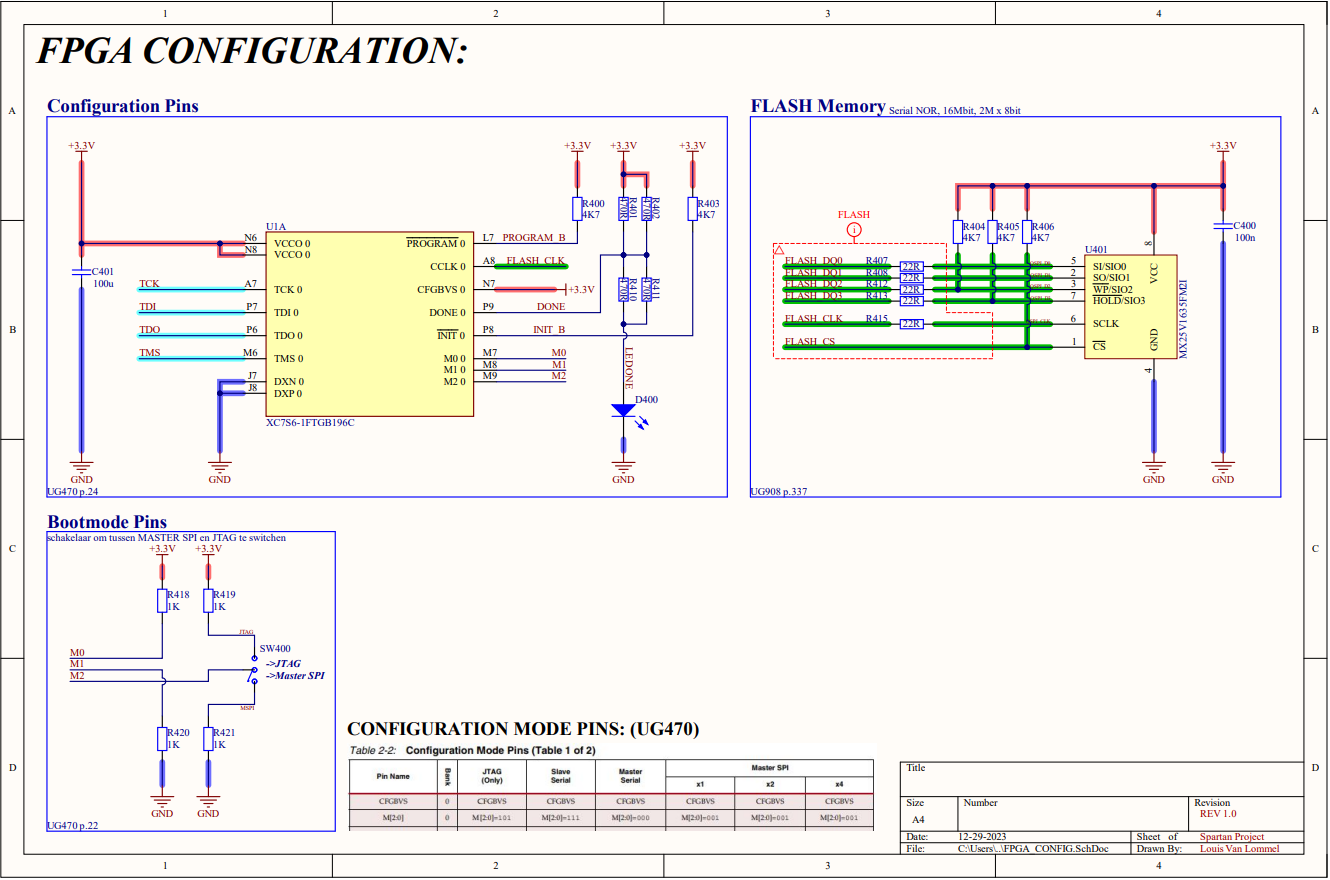 1 2 3 4
FPGA CONFIGURATION:
A A
B B
C C
D D
Configuration Pins
+3.3V
+3.3V
+3.3V
+3.3V
R400
4K7
R401
470R
R402
470R
R403
4K7
U1A
N6 VCCO 0
N8 VCCO 0
TCK A7 TCK 0
TDI P7 TDI 0
TDO P6 TDO 0
TMS M6 TMS 0
J7 DXN 0
J8 DXP 0
PROGRAM 0 L7 PROGRAM_B
CCLK 0 A8 FLASH_CLK
CFGBVS 0 N7 +3.3V
DONE 0 P9 DONE
INIT 0 P8 INIT_B
M0 0 M7 M0
M1 0 M8 M1
M2 0 M9 M2
XC7S6-1FTGB196C
C401
100u
R410
470R
R411
470R
LEDONE
D400
GND
GND
GND
UG470 p.24
FLASH Memory Serial NOR, 16Mbit, 2M x 8bit
+3.3V
FLASH
i
R404
4K7
R405
4K7
R406
4K7
C400
100n
U401
FLASH_DQ0 R407 22R 5 SI/SIO0
FLASH_DQ1 R408 22R 2 SO/SIO1
FLASH_DQ2 R412 22R 3 WP/SIO2
FLASH_DQ3 R413 22R 7 HOLD/SIO3
FLASH_CLK R415 22R 6 SCLK
FLASH_CS 1 CS
8
VCC
GND
4
MX25V1635FM2I
GND
GND
UG908 p.337
Bootmode Pins
schakelaar om tussen MASTER SPI en JTAG te switchen
+3.3V +3.3V
R418
1K
R419
1K
JTAG
M0
M1
M2
SW400
->JTAG
->Master SPI
MSPI
R420
1K
R421
1K
GND GND
UG470 p.22
CONFIGURATION MODE PINS: (UG470)
Table 2-2: Configuration Mode Pins (Table 1 of 2)
Pin Name Bank JTAG (Only) Slave Serial Master Serial Master SPI
x1 x2 x4
CFGBVS 0 CFGBVS CFGBVS CFGBVS CFGBVS CFGBVS CFGBVS
M[2:0] 0 M[2:0]=101 M[2:0]=111 M[2:0]=000 M[2:0]=001 M[2:0]=001 M[2:0]=001
Title
Size
A4
Number
Revision
REV 1.0
Date: 12-29-2023 Sheet of Spartan Project
File: C:\Users\..\FPGA_CONFIG.SchDoc Drawn By: Louis Van Lommel
1 2 3 4